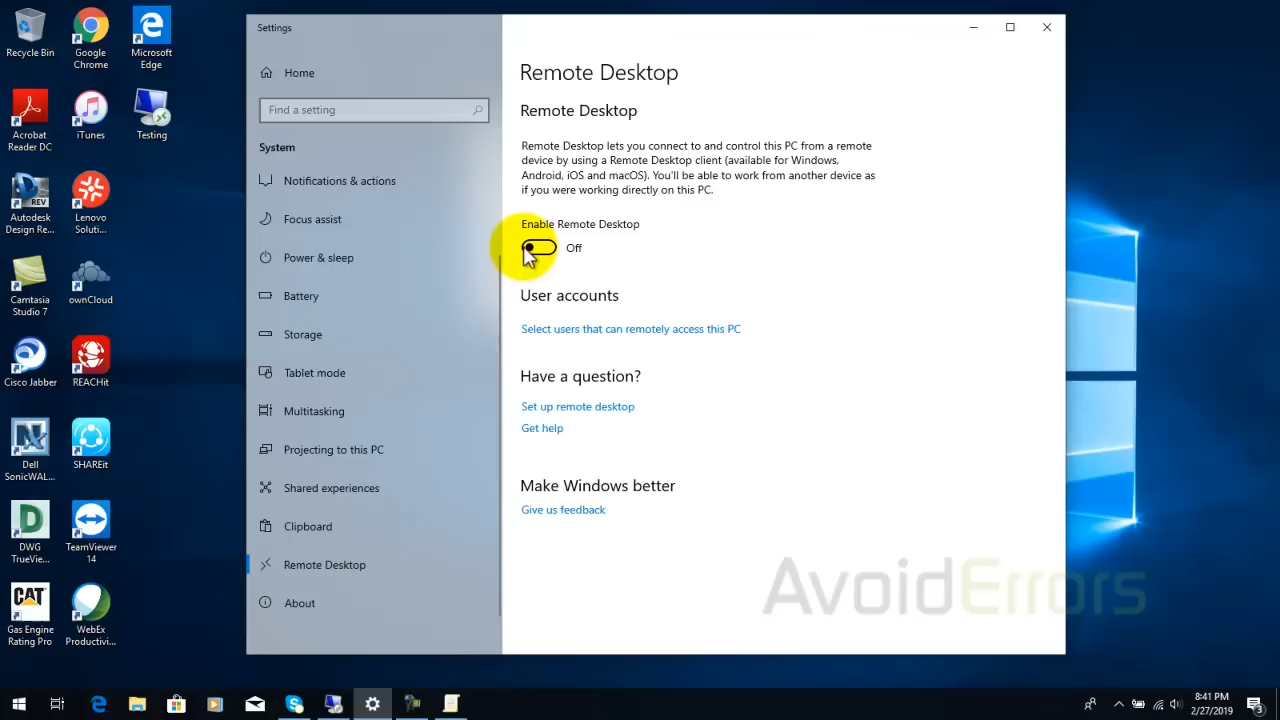 Recycle Bin
Google
Chrome
Microsoft
Edge
Acrobat
Reader DC
iTunes
Testing
Autodesk
Design Re...
Lenovo
Soluti...
Camtasia
Studio 7
ownCloud
Cisco Jabber
REACHit
Dell
SonicWAL...
SHAREit
DWG
TrueVie...
TeamViewer
14
CAT
Gas Engine
Rating Pro
WebEx
Productivi...
Settings
Home
Find a setting
System
Notifications & actions
Focus assist
Power & sleep
Battery
Storage
Tablet mode
Multitasking
Projecting to this PC
Shared experiences
Clipboard
Remote Desktop
About
Remote Desktop
Remote Desktop
Remote Desktop lets you connect to and control this PC from a remote
device by using a Remote Desktop client (available for Windows,
Android, iOS and macOS). You'll be able to work from another device as
if you were working directly on this PC.
Enable Remote Desktop
Off
User accounts
Select users that can remotely access this PC
Have a question?
Set up remote desktop
Get help
Make Windows better
Give us feedback
AvoidErrors
8:41 PM
2/27/2019
3